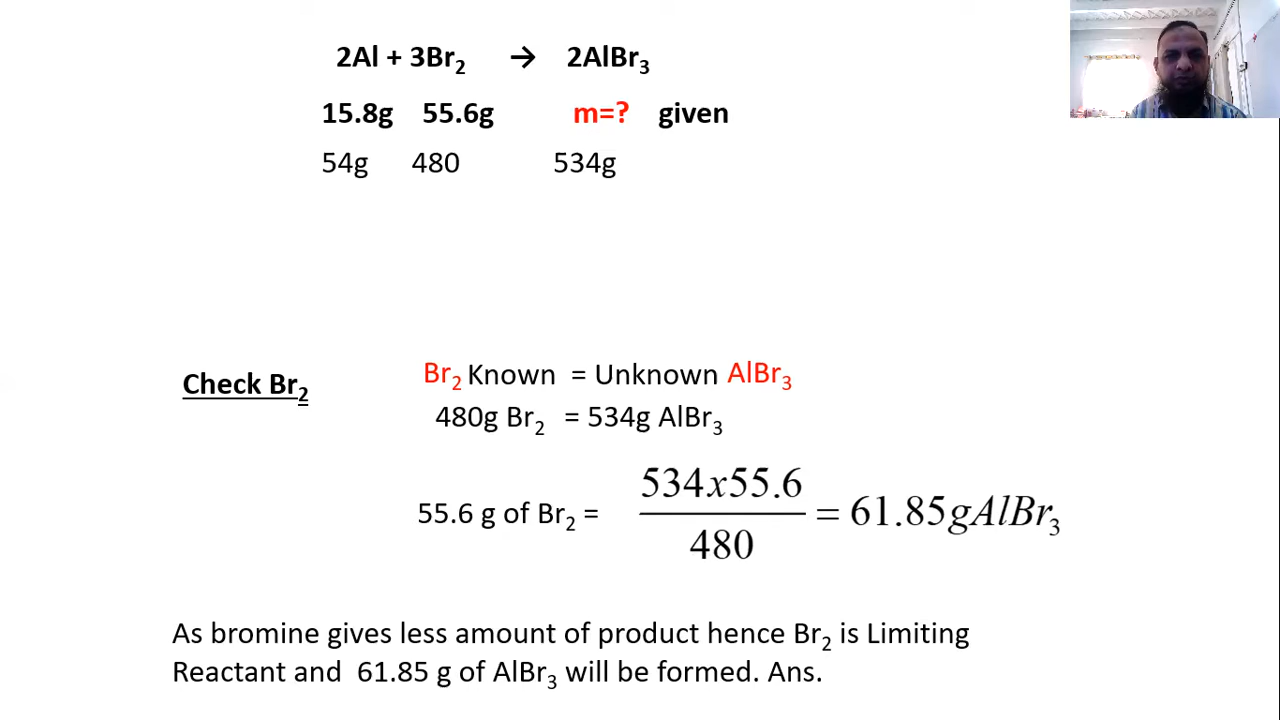 2Al + 3Br₂ → 2AlBr₃
15.8g 55.6g m=? given
54g 480 534g
Check Br₂
Br₂ Known = Unknown AlBr₃
480g Br₂ = 534g AlBr₃
55.6 g of Br₂ = 534x55.6/480 = 61.85gAlBr₃
As bromine gives less amount of product hence Br₂ is Limiting
Reactant and 61.85 g of AlBr₃ will be formed. Ans.